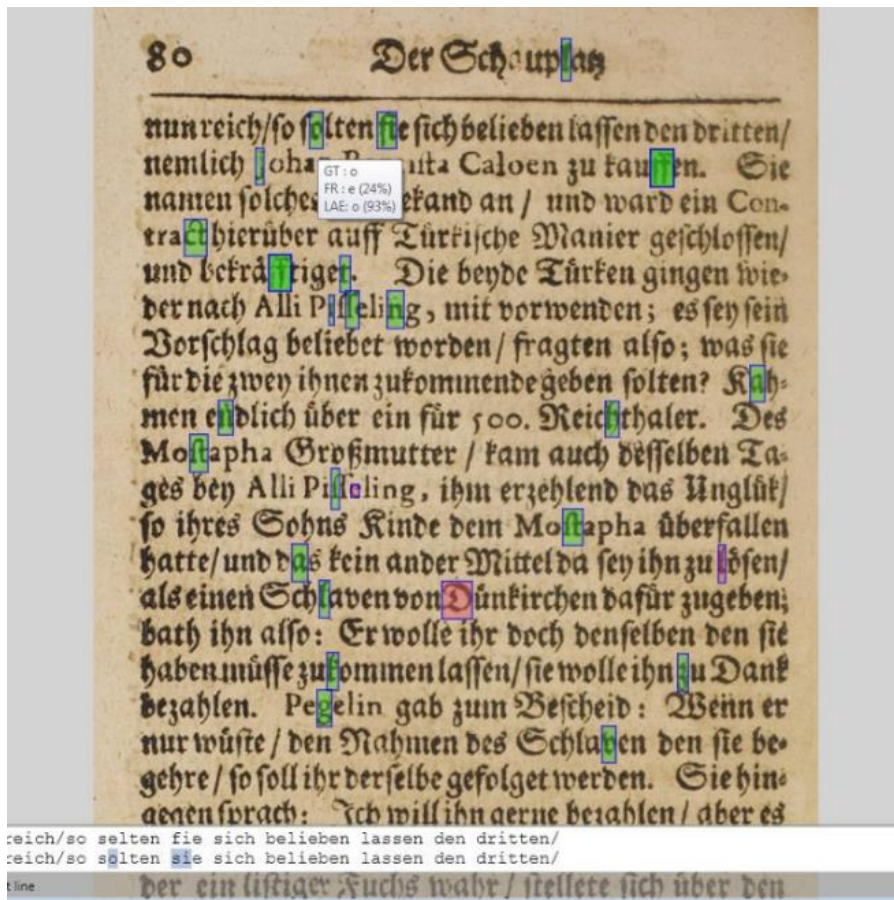 80 Der Schauplatz
nun reich/so solten sie sich belieben lassen den dritten/
nemlich Johan Caloen zu kauffen. Sie
GT : o
FR : e (24%)
LAE: o (93%)
namen solches an / und ward ein Con-
tract hierüber auff Türkische Manier geschlossen/
und bekräfftiget. Die beyde Türken gingen wie-
der nach Alli Pisseling, mit vorwenden; es sey sein
Vorschlag beliebet worden / fragten also; was sie
für die zwey ihnen zukommende geben solten? Kah-
men endlich über ein für 500. Reichthaler. Des
Mostapha Großmutter / kam auch desselben Ta-
ges bey Alli Pisseling, ihm erzehlend das Unglük/
so ihres Sohns Kinde dem Mostapha überfallen
hatte/und das kein ander Mittel da sey ihn zu lösen/
als einen Schlaven von Dünkirchen dafür zugeben;
bath ihn also: Er wolle ihr doch denselben den sie
haben müsse zukommen lassen/ sie wolle ihn zu Dank
bezahlen. Pegelin gab zum Bescheid: Wenn er
nur wüste / den Nahmen des Schlaven den sie be-
gehre / so soll ihr derselbe gefolget werden. Sie hin-
gegen sprach: Ich will ihn gerne bezahlen / aber es
reich/so selten fie sich belieben lassen den dritten/
reich/so solten sie sich belieben lassen den dritten/
t line
der ein listiger Fuchs wahr / stellete sich über den